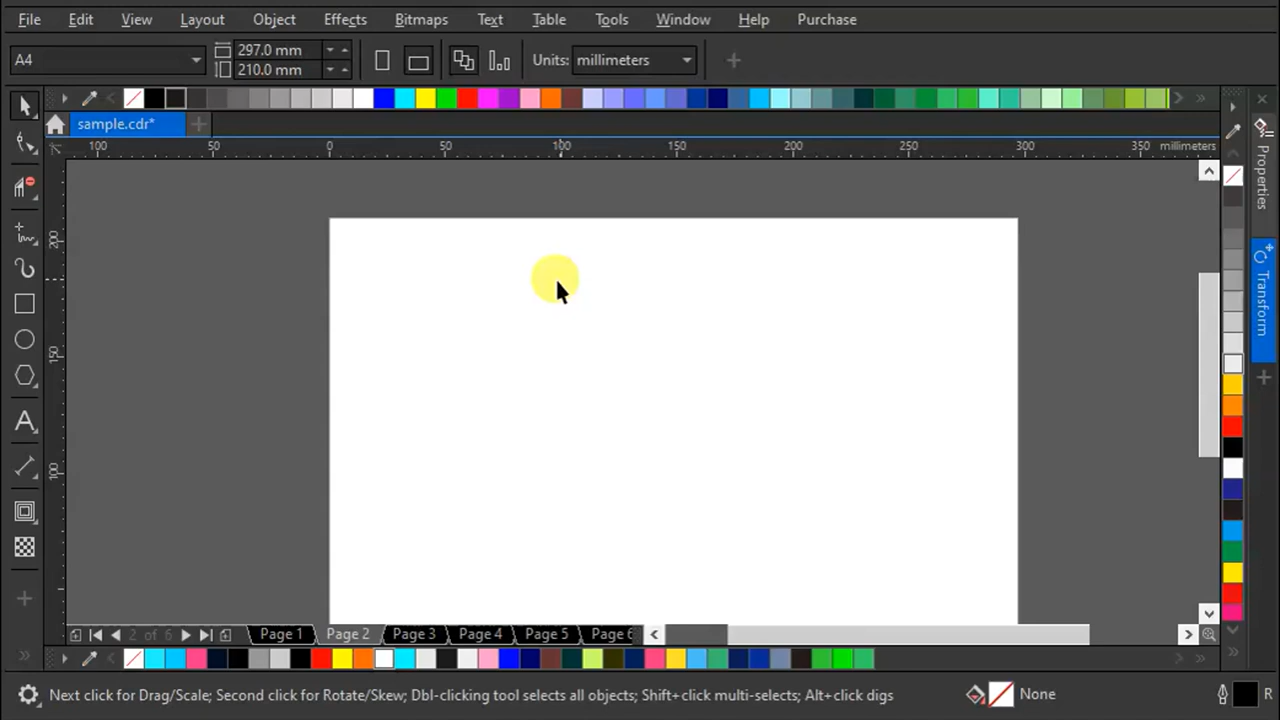 File Edit View Layout Object Effects Bitmaps Text Table Tools Window Help Purchase
A4 297.0 mm 210.0 mm Units: millimeters
sample.cdr*
100 50 0 50 100 150 200 250 300 350 millimeters
200
150
100
Properties
Transform
2 of 6 Page 1 Page 2 Page 3 Page 4 Page 5 Page 6
Next click for Drag/Scale; Second click for Rotate/Skew; Dbl-clicking tool selects all objects; Shift+click multi-selects; Alt+click digs None R